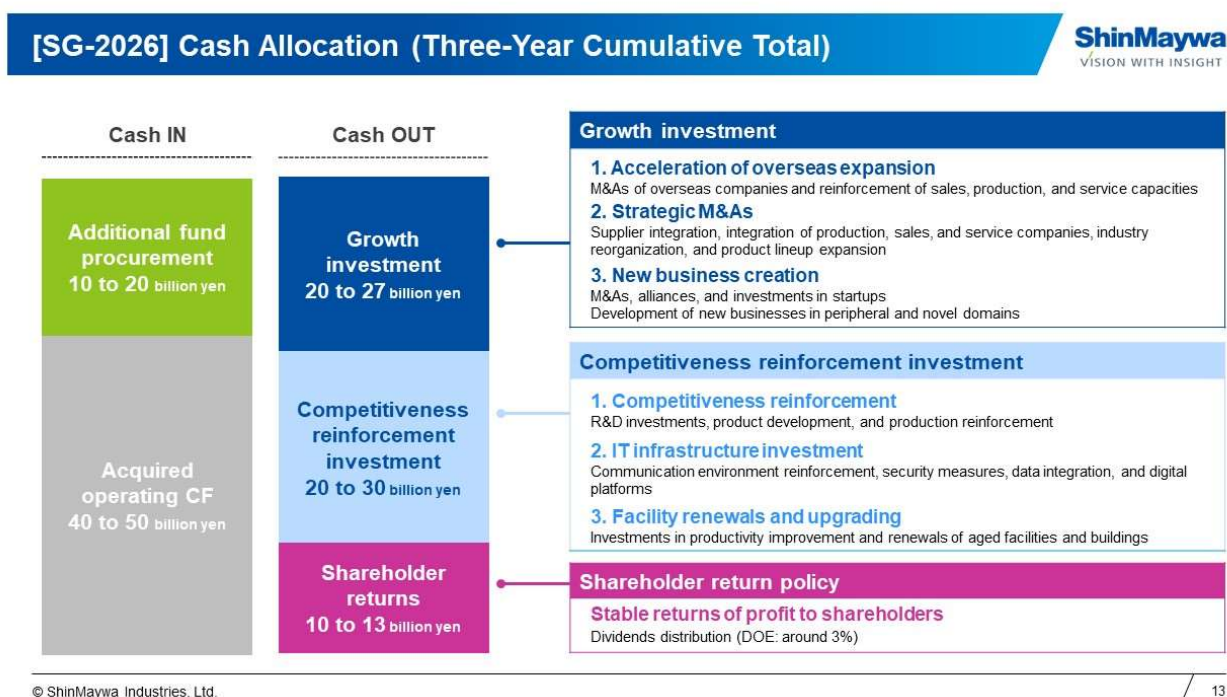 [SG-2026] Cash Allocation (Three-Year Cumulative Total)
ShinMaywa
VISION WITH INSIGHT
Cash IN
Additional fund
procurement
10 to 20 billion yen
Acquired
operating CF
40 to 50 billion yen
Cash OUT
Growth
investment
20 to 27 billion yen
Competitiveness
reinforcement
investment
20 to 30 billion yen
Shareholder
returns
10 to 13 billion yen
Growth investment
1. Acceleration of overseas expansion
M&As of overseas companies and reinforcement of sales, production, and service capacities
2. Strategic M&As
Supplier integration, integration of production, sales, and service companies, industry
reorganization, and product lineup expansion
3. New business creation
M&As, alliances, and investments in startups
Development of new businesses in peripheral and novel domains
Competitiveness reinforcement investment
1. Competitiveness reinforcement
R&D investments, product development, and production reinforcement
2. IT infrastructure investment
Communication environment reinforcement, security measures, data integration, and digital
platforms
3. Facility renewals and upgrading
Investments in productivity improvement and renewals of aged facilities and buildings
Shareholder return policy
Stable returns of profit to shareholders
Dividends distribution (DOE: around 3%)
© ShinMaywa Industries, Ltd.
13